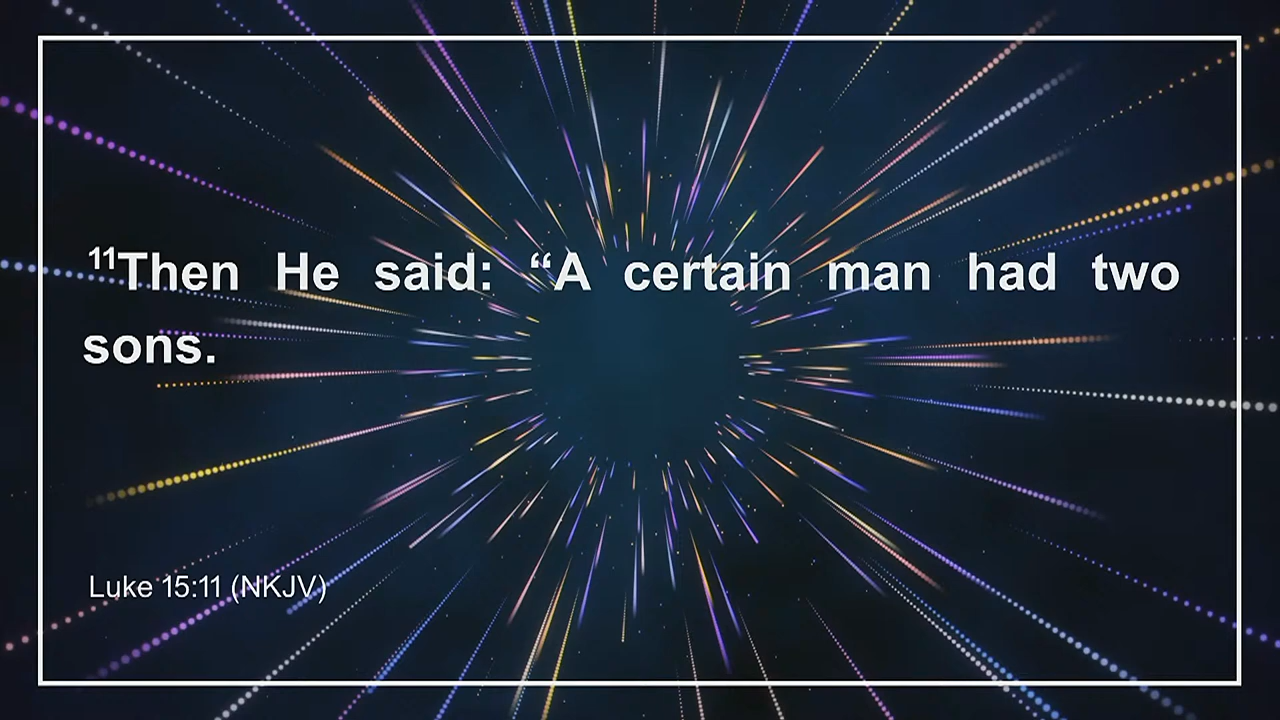 ¹¹Then He said: “A certain man had two
sons.
Luke 15:11 (NKJV)